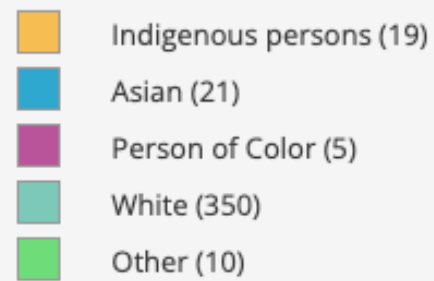 Indigenous persons (19)
Asian (21)
Person of Color (5)
White (350)
Other (10)